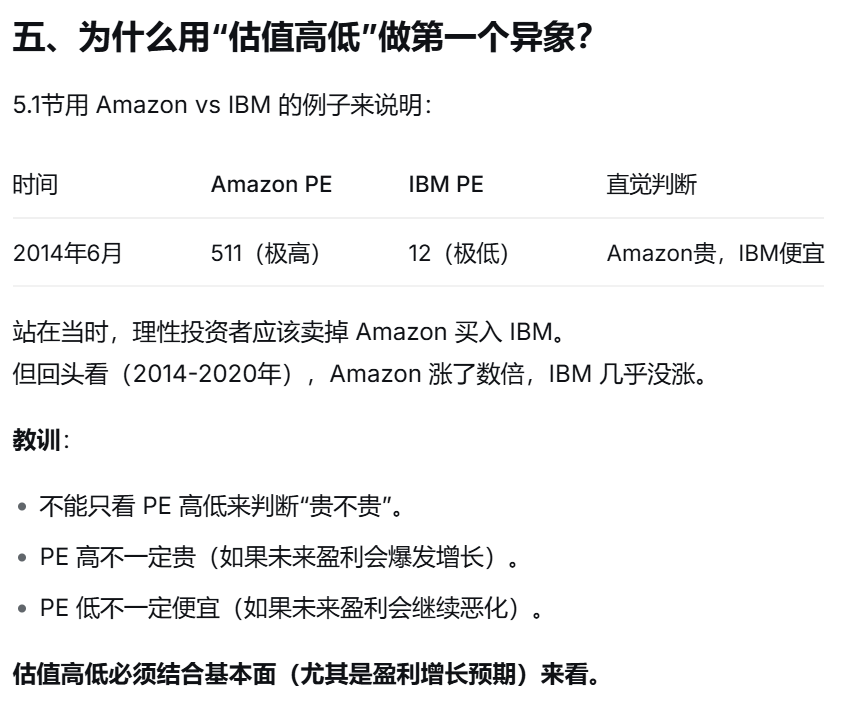 五、为什么用“估值高低”做第一个异象？
5.1节用 Amazon vs IBM 的例子来说明：
时间 Amazon PE IBM PE 直觉判断
2014年6月 511（极高） 12（极低） Amazon贵，IBM便宜
站在当时，理性投资者应该卖掉 Amazon 买入 IBM。
但回头看（2014-2020年），Amazon 涨了数倍，IBM 几乎没涨。
教训：
• 不能只看 PE 高低来判断“贵不贵”。
• PE 高不一定贵（如果未来盈利会爆发增长）。
• PE 低不一定便宜（如果未来盈利会继续恶化）。
估值高低必须结合基本面（尤其是盈利增长预期）来看。